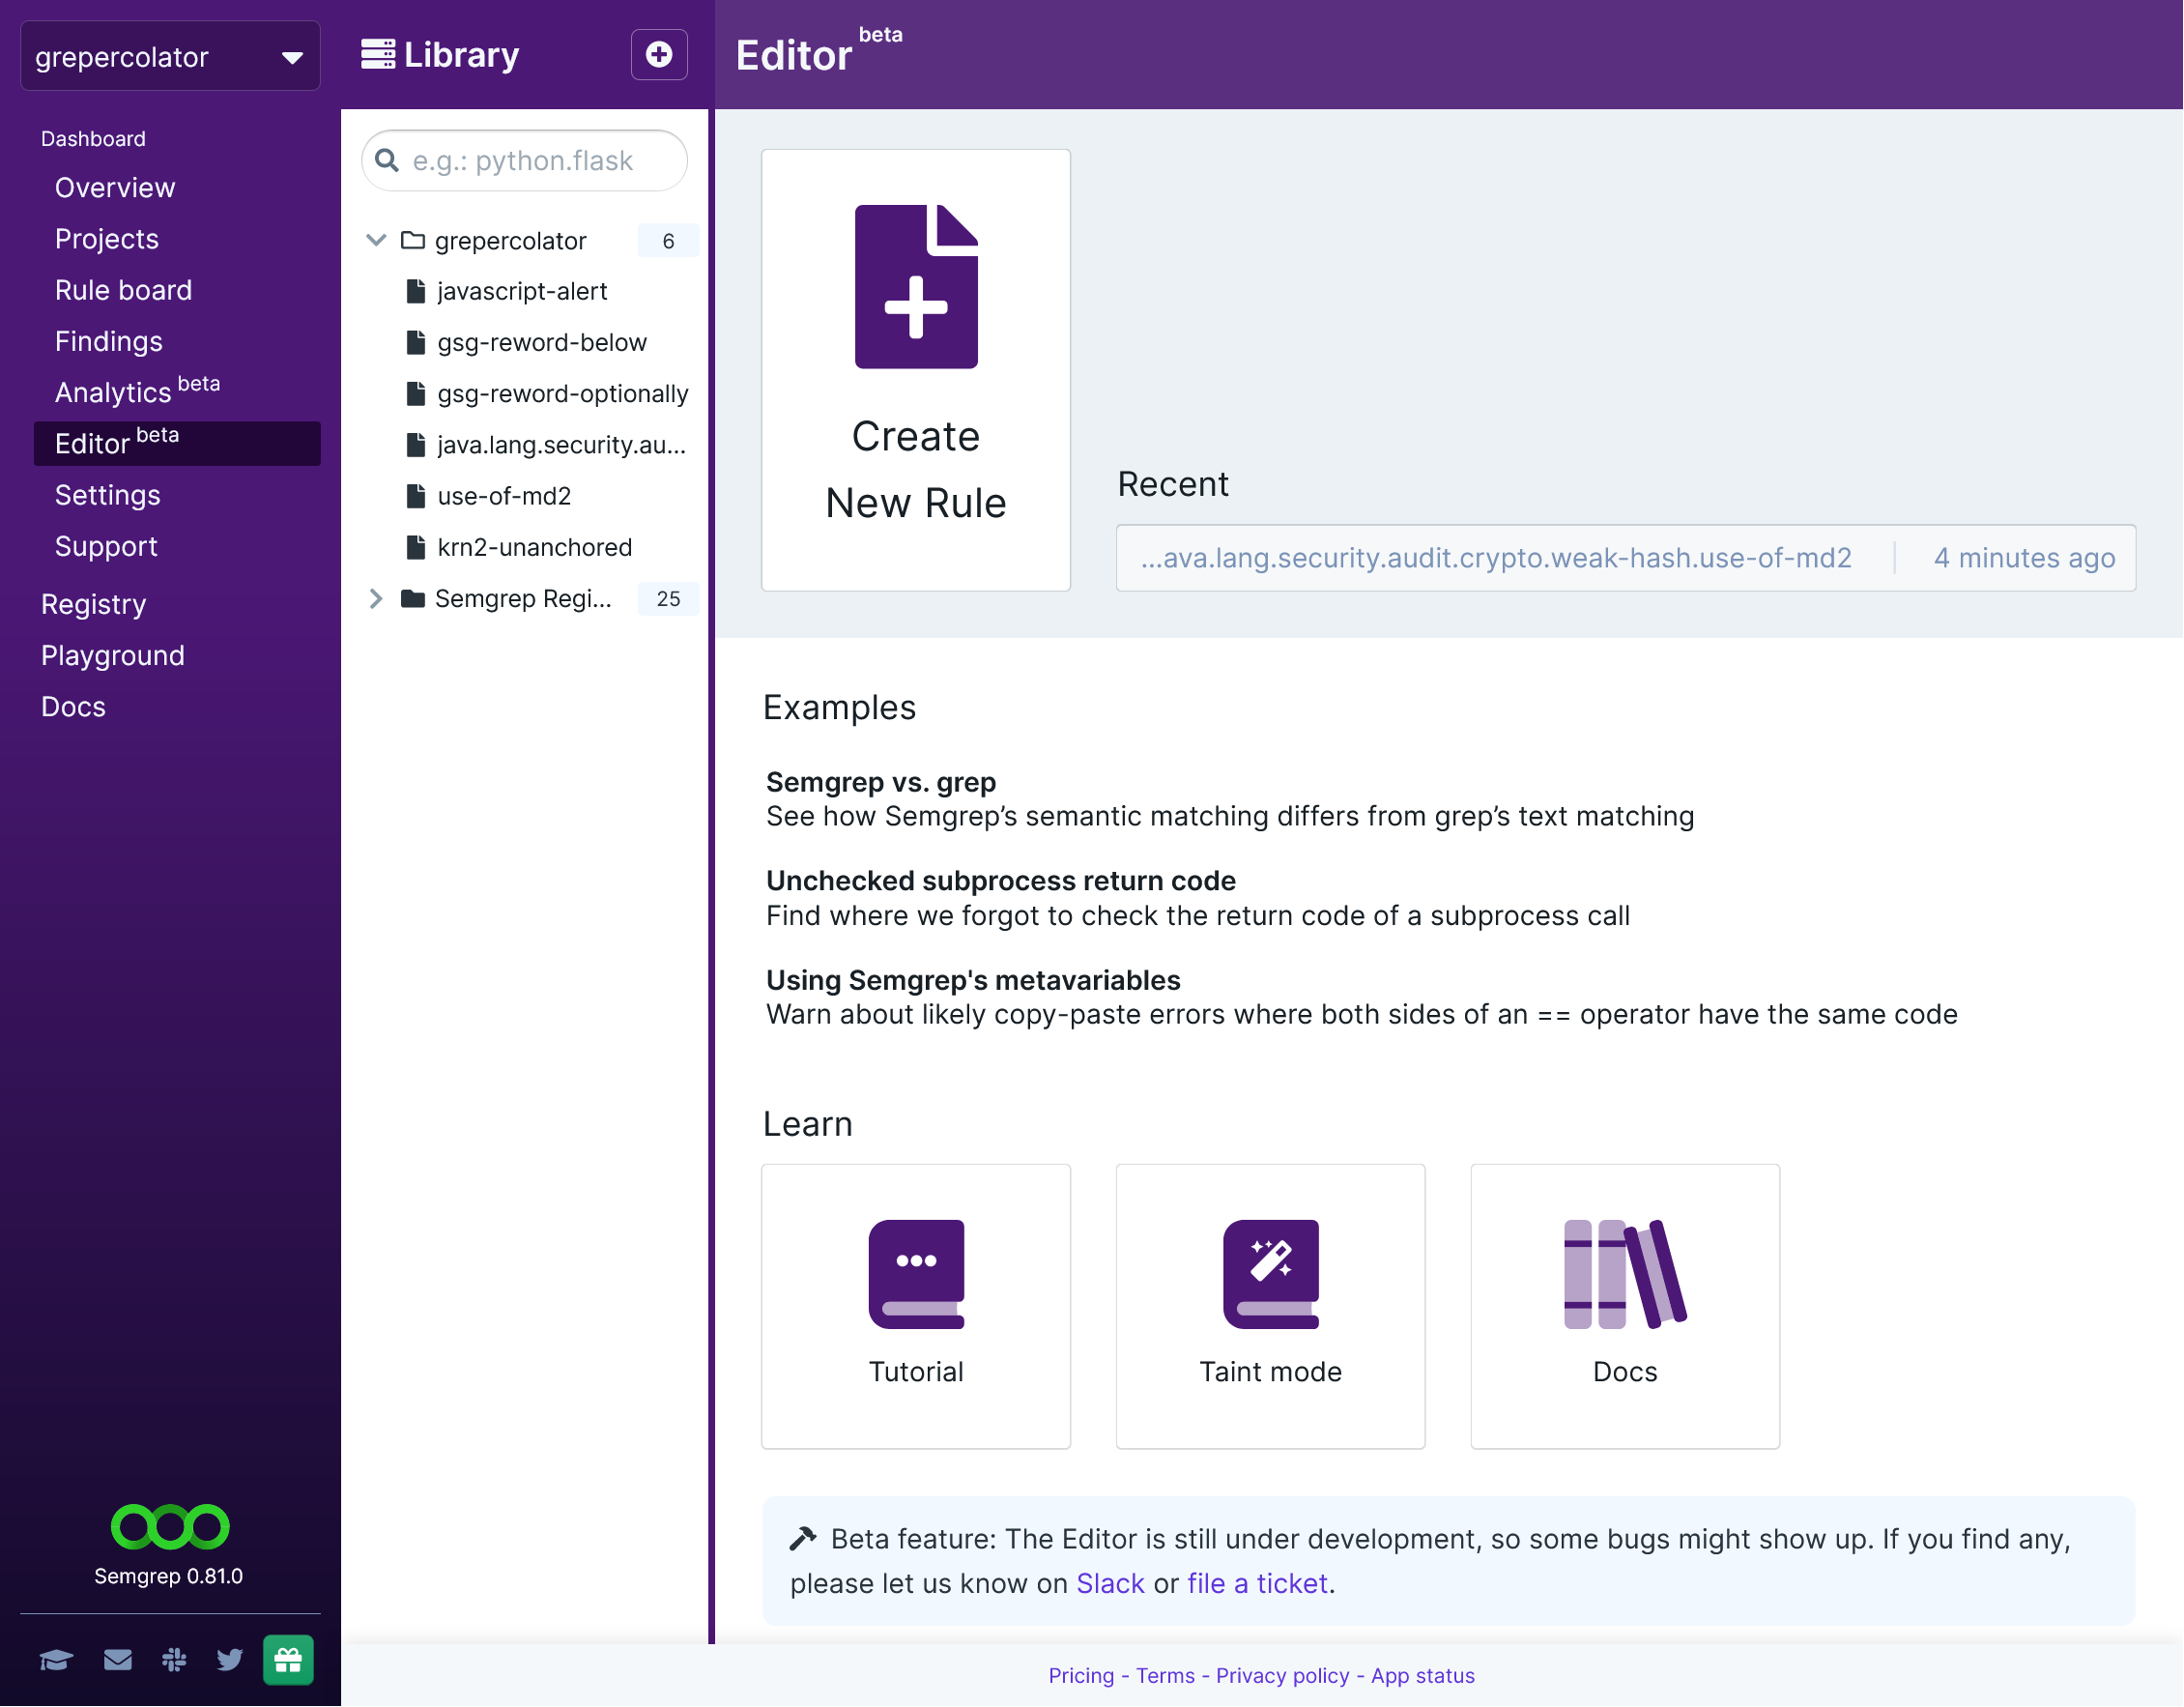 grepercolator
Dashboard
Overview
Projects
Rule board
Findings
Analytics beta
Editor beta
Settings
Support
Registry
Playground
Docs
Semgrep 0.81.0
Library
e.g.: python.flask
grepercolator 6
javascript-alert
gsg-reword-below
gsg-reword-optionally
java.lang.security.au...
use-of-md2
krn2-unanchored
Semgrep Regi... 25
Editor beta
Create
New Rule
Recent
...ava.lang.security.audit.crypto.weak-hash.use-of-md2 4 minutes ago
Examples
Semgrep vs. grep
See how Semgrep’s semantic matching differs from grep’s text matching
Unchecked subprocess return code
Find where we forgot to check the return code of a subprocess call
Using Semgrep's metavariables
Warn about likely copy-paste errors where both sides of an == operator have the same code
Learn
Tutorial
Taint mode
Docs
Beta feature: The Editor is still under development, so some bugs might show up. If you find any,
please let us know on Slack or file a ticket.
Pricing - Terms - Privacy policy - App status